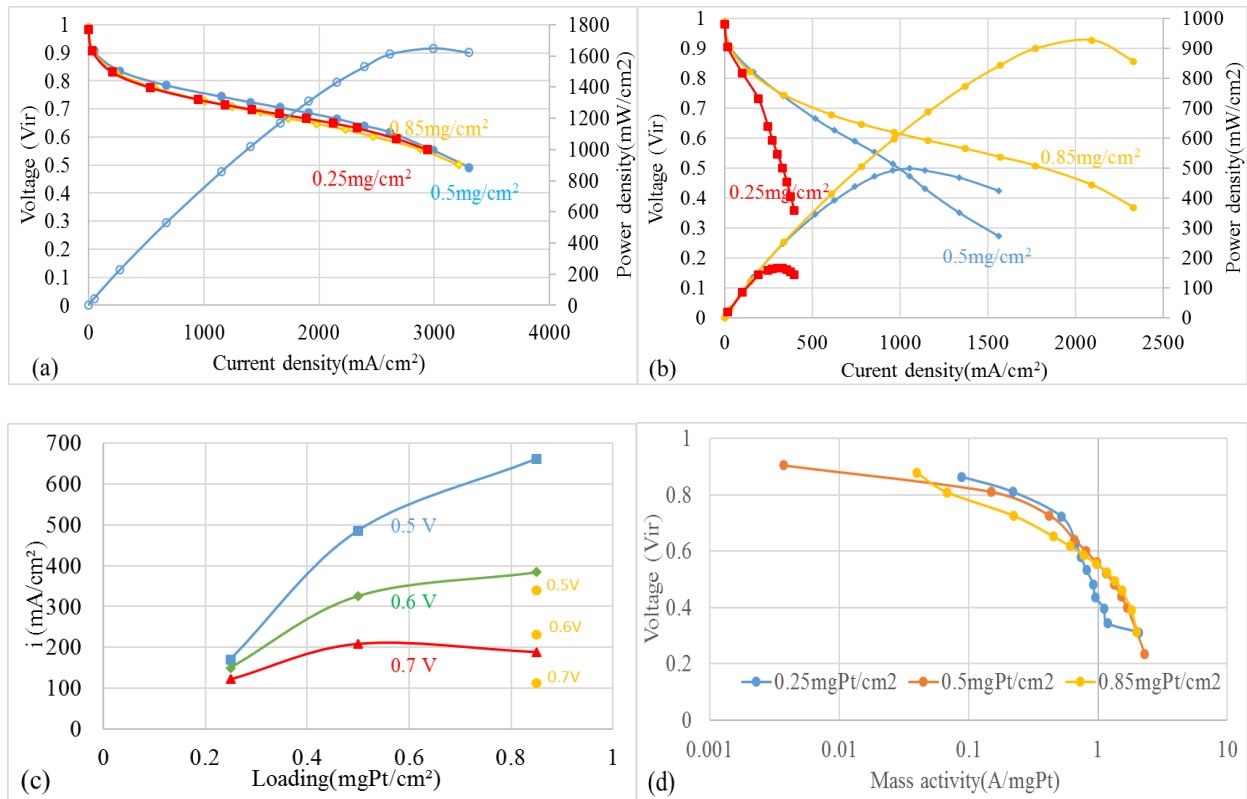 1
0.9
0.8
0.7
0.6
0.5
0.4
0.3
0.2
0.1
0
Voltage (Vir)
0.85mg/cm²
0.25mg/cm²
0.5mg/cm²
1800
1600
1400
1200
1000
800
600
400
200
0
Power density(mW/cm2)
0 1000 2000 3000 4000
(a) Current density(mA/cm²)
1
0.9
0.8
0.7
0.6
0.5
0.4
0.3
0.2
0.1
0
Voltage (Vir)
0.85mg/cm²
0.25mg/cm²
0.5mg/cm²
1000
900
800
700
600
500
400
300
200
100
0
Power density(mW/cm2)
0 500 1000 1500 2000 2500
(b) Curent density(mA/cm²)
700
600
500
400
300
200
100
0
i (mA/cm²)
0.5 V
0.6 V
0.7 V
0.5V
0.6V
0.7V
0 0.2 0.4 0.6 0.8 1
(c) Loading(mgPt/cm²)
1
0.8
0.6
0.4
0.2
0
Voltage (Vir)
0.25mgPt/cm2 0.5mgPt/cm2 0.85mgPt/cm2
0.001 0.1 1 10
(d) Mass activity(A/mgPt)